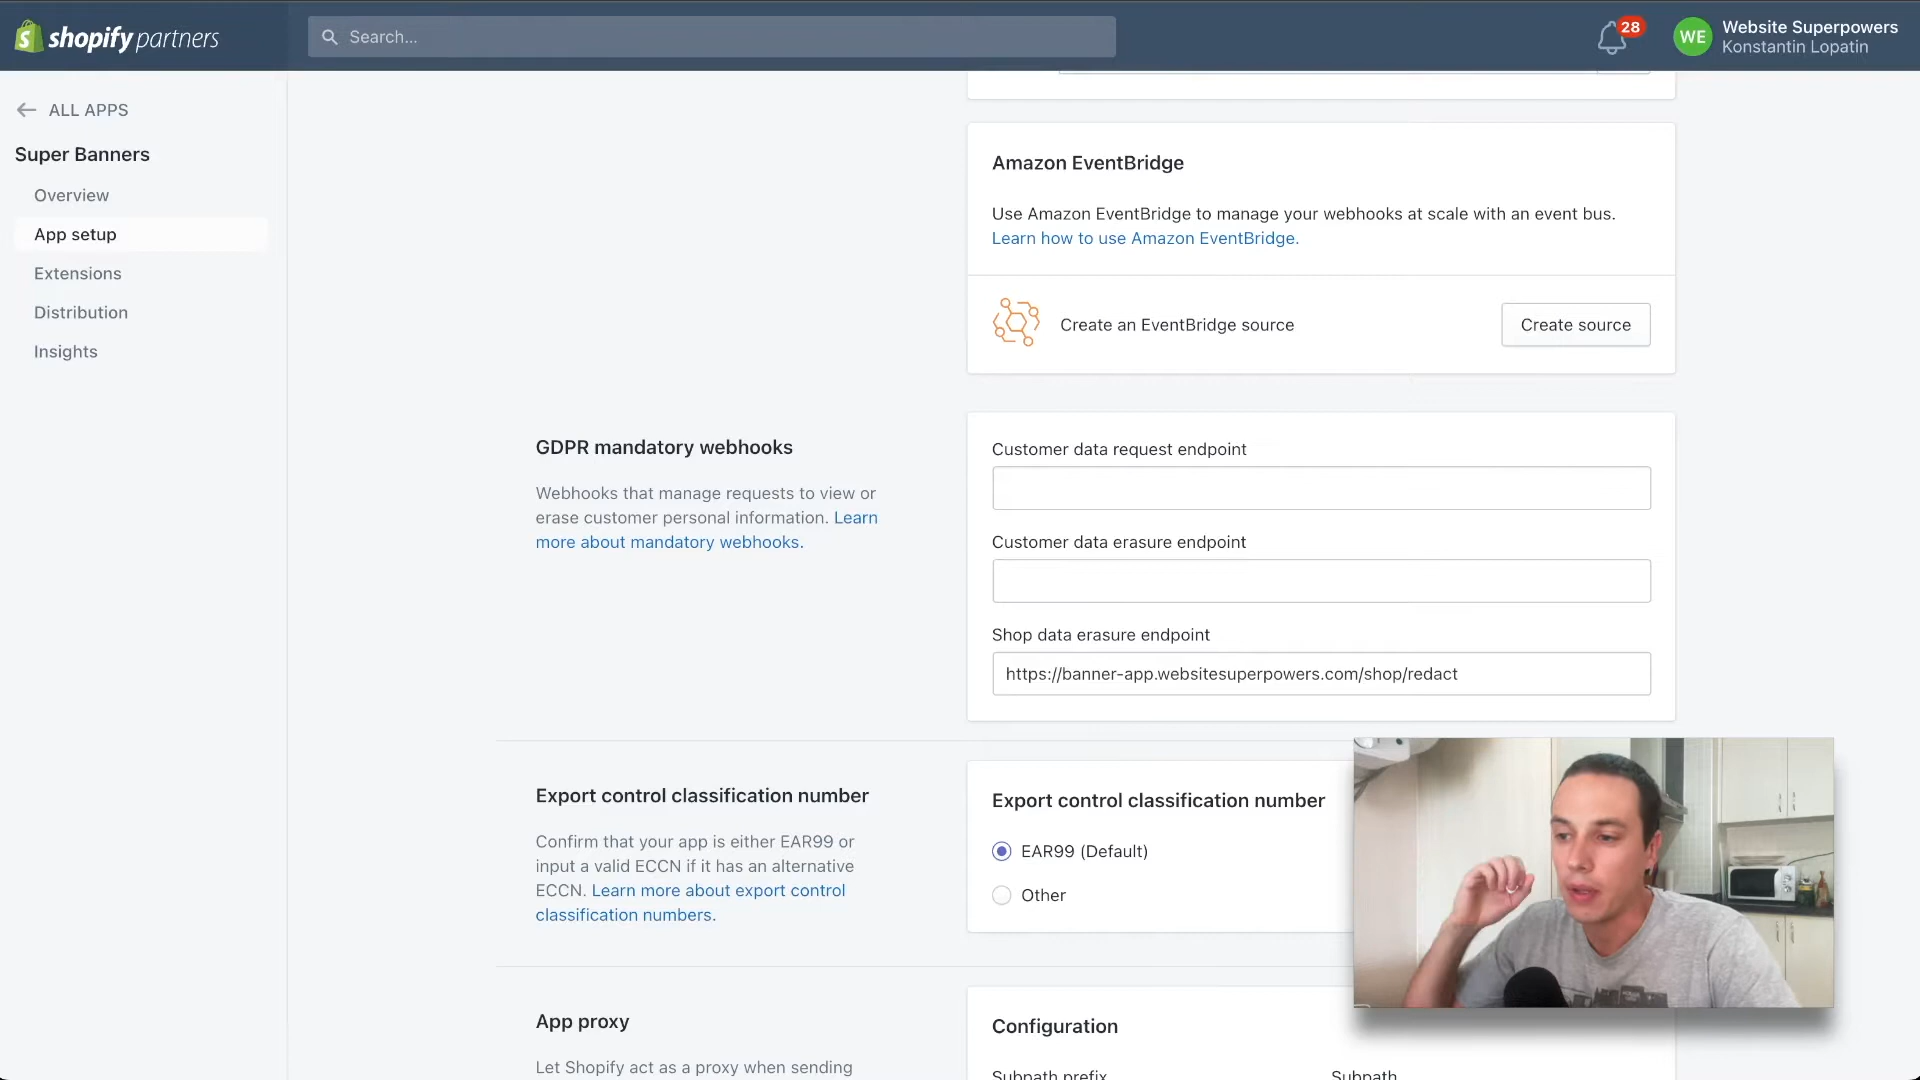 shopify partners
Search...
28
WE
Website Superpowers
Konstantin Lopatin
ALL APPS
Super Banners
Overview
App setup
Extensions
Distribution
Insights
Amazon EventBridge
Use Amazon EventBridge to manage your webhooks at scale with an event bus.
Learn how to use Amazon EventBridge.
Create an EventBridge source
Create source
GDPR mandatory webhooks
Webhooks that manage requests to view or
erase customer personal information. Learn
more about mandatory webhooks.
Customer data request endpoint
Customer data erasure endpoint
Shop data erasure endpoint
https://banner-app.websitesuperpowers.com/shop/redact
Export control classification number
Confirm that your app is either EAR99 or
input a valid ECCN if it has an alternative
ECCN. Learn more about export control
classification numbers.
Export control classification number
EAR99 (Default)
Other
App proxy
Let Shopify act as a proxy when sending
Configuration
Subpath prefix
Subpath